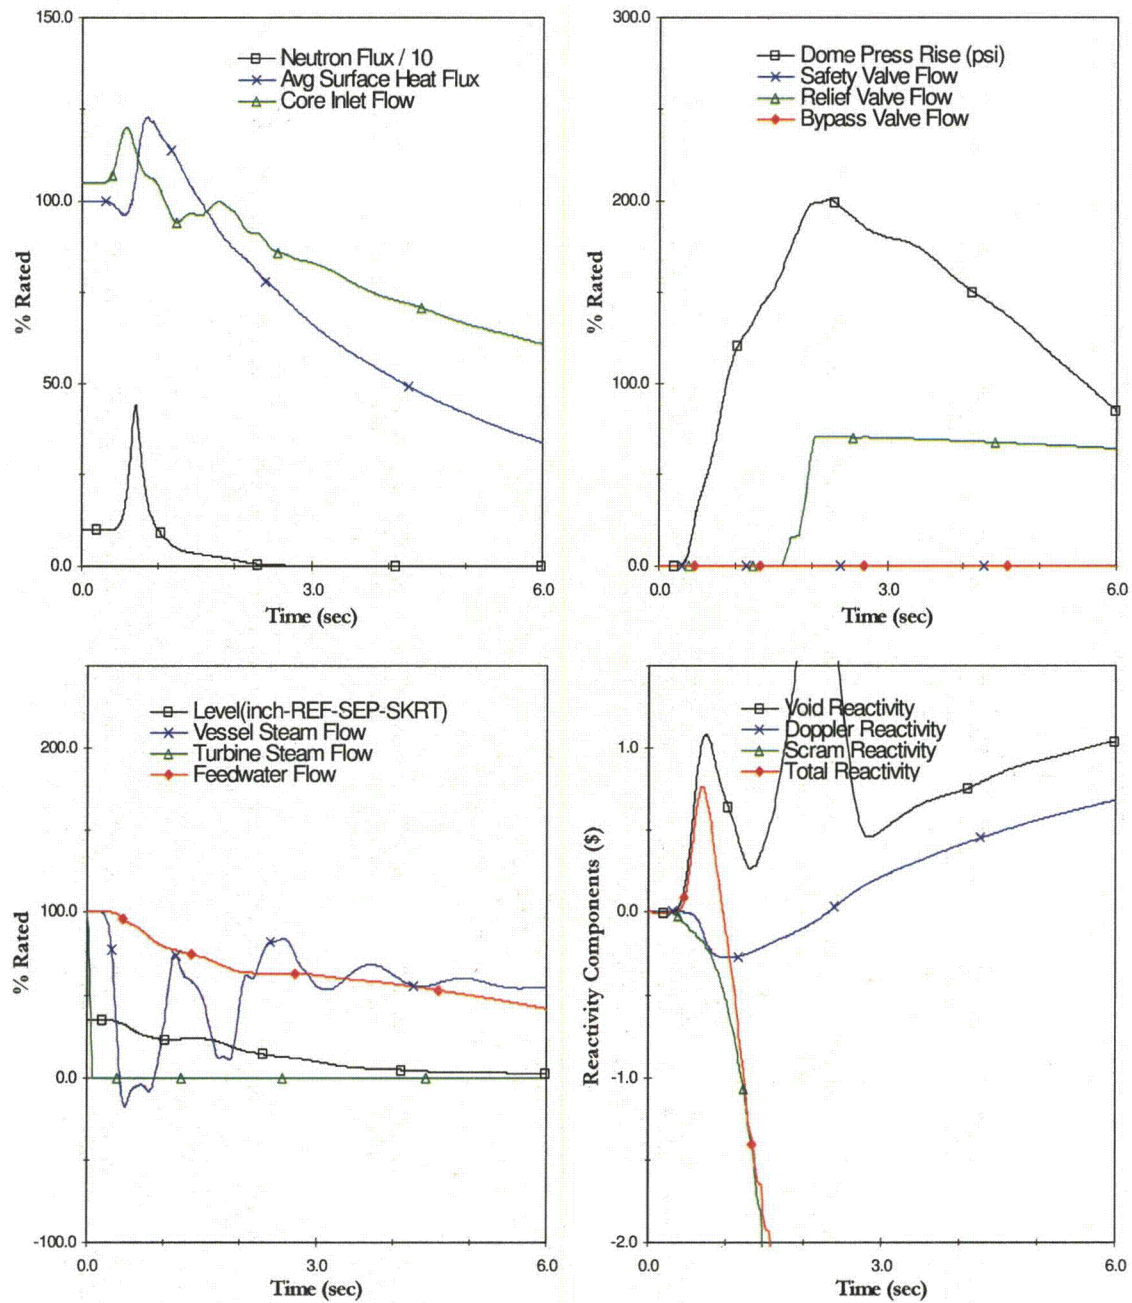 150.0
Neutron Flux / 10
Avg Surface Heat Flux
Core Inlet Flow
100.0
% Rated
50.0
0.0
0.0
3.0
6.0
Time (sec)
300.0
Dome Press Rise (psi)
Safety Valve Flow
Relief Valve Flow
Bypass Valve Flow
200.0
% Rated
100.0
0.0
0.0
3.0
6.0
Time (sec)
Level(inch-REF-SEP-SKRT)
Vessel Steam Flow
Turbine Steam Flow
Feedwater Flow
200.0
100.0
% Rated
0.0
-100.0
0.0
3.0
6.0
Time (sec)
Void Reactivity
Doppler Reactivity
Scram Reactivity
Total Reactivity
1.0
0.0
Reactivity Components ($)
-1.0
-2.0
0.0
3.0
6.0
Time (sec)